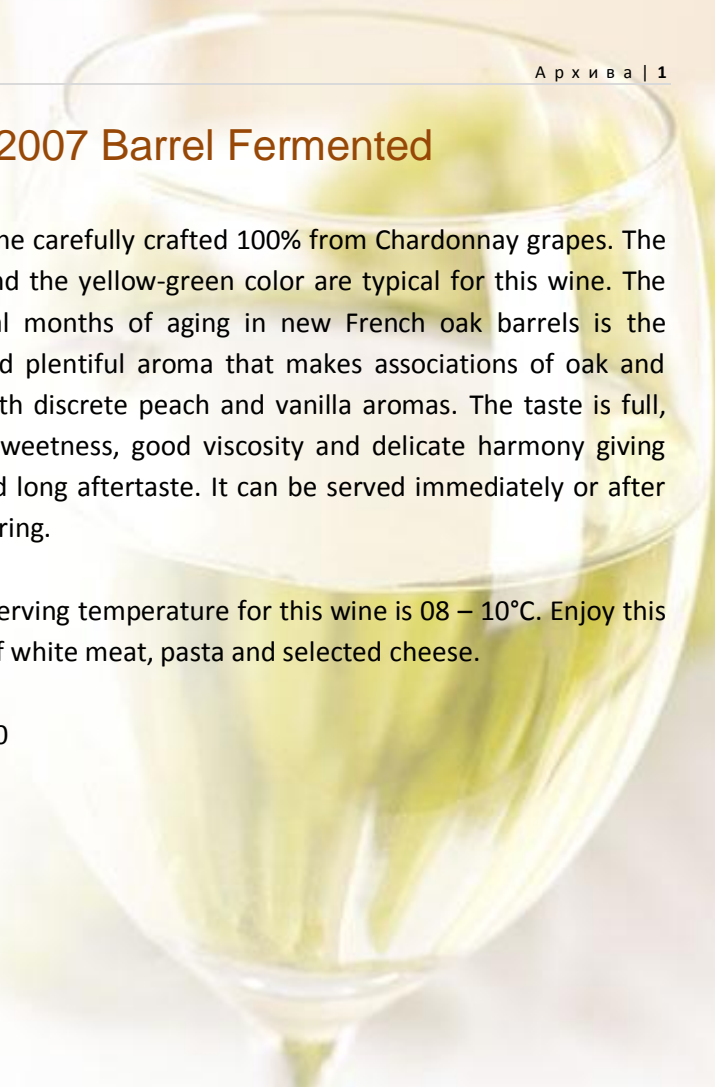 Архива | 1
2007 Barrel Fermented
ne carefully crafted 100% from Chardonnay grapes. The
nd the yellow-green color are typical for this wine. The
al months of aging in new French oak barrels is the
d plentiful aroma that makes associations of oak and
th discrete peach and vanilla aromas. The taste is full,
weetness, good viscosity and delicate harmony giving
d long aftertaste. It can be served immediately or after
ring.
erving temperature for this wine is 08 – 10°C. Enjoy this
f white meat, pasta and selected cheese.
0